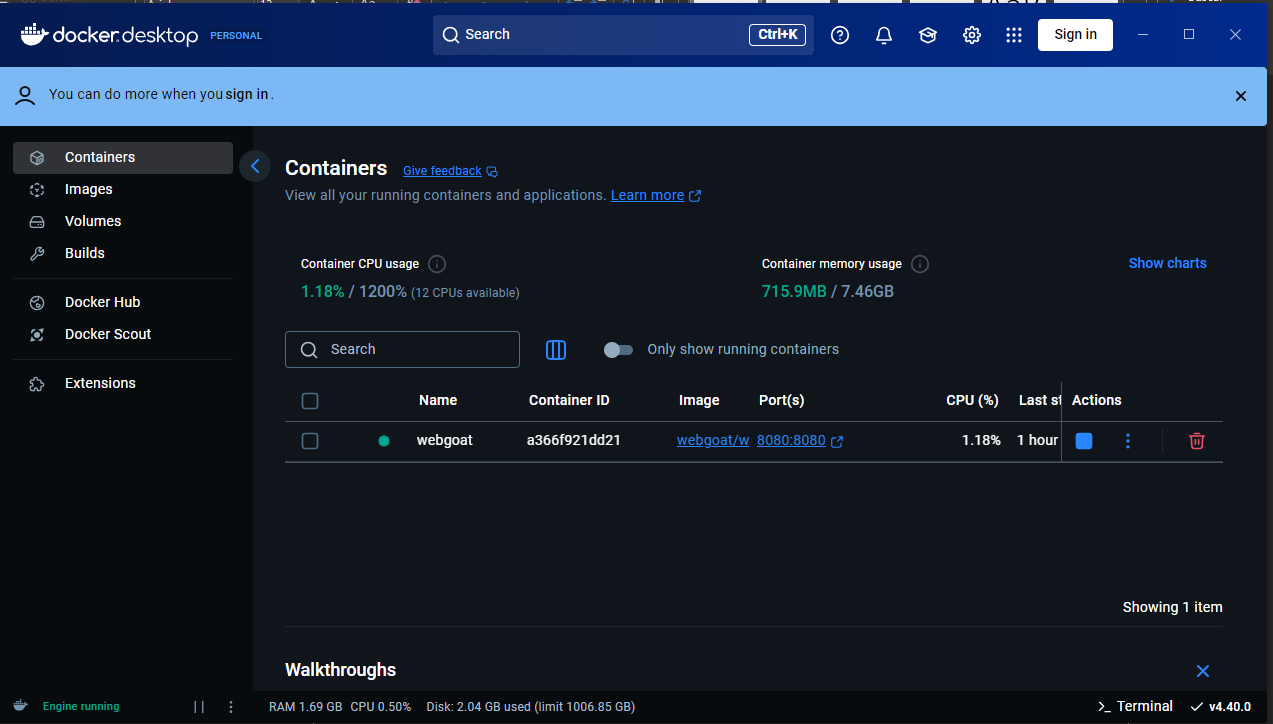 docker.desktop PERSONAL
Search Ctrl+K
Sign in
You can do more when you sign in.
Containers
Images
Volumes
Builds
Docker Hub
Docker Scout
Extensions
Containers Give feedback
View all your running containers and applications. Learn more
Container CPU usage
1.18% / 1200% (12 CPUs available)
Container memory usage
715.9MB / 7.46GB
Show charts
Search
Only show running containers
Name Container ID Image Port(s) CPU (%) Last st Actions
webgoat a366f921dd21 webgoat/w 8080:8080 1.18% 1 hour
Showing 1 item
Walkthroughs
Engine running RAM 1.69 GB CPU 0.50% Disk: 2.04 GB used (limit 1006.85 GB) Terminal v4.40.0